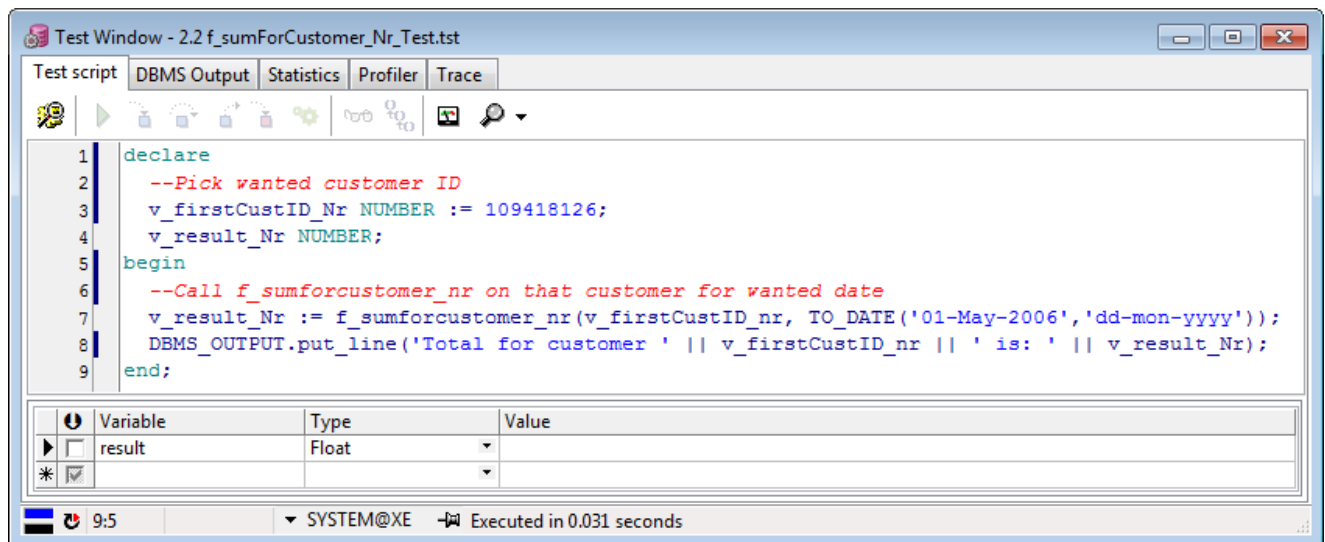 Test Window - 2.2 f_sumForCustomer_Nr_Test.tst
Test script DBMS Output Statistics Profiler Trace
1 declare
2 --Pick wanted customer ID
3 v_firstCustID_Nr NUMBER := 109418126;
4 v_result_Nr NUMBER;
5 begin
6 --Call f_sumforcustomer_nr on that customer for wanted date
7 v_result_Nr := f_sumforcustomer_nr(v_firstCustID_nr, TO_DATE('01-May-2006','dd-mon-yyyy'));
8 DBMS_OUTPUT.put_line('Total for customer ' || v_firstCustID_nr || ' is: ' || v_result_Nr);
9 end;
Variable Type Value
result Float
9:5 SYSTEM@XE Executed in 0.031 seconds